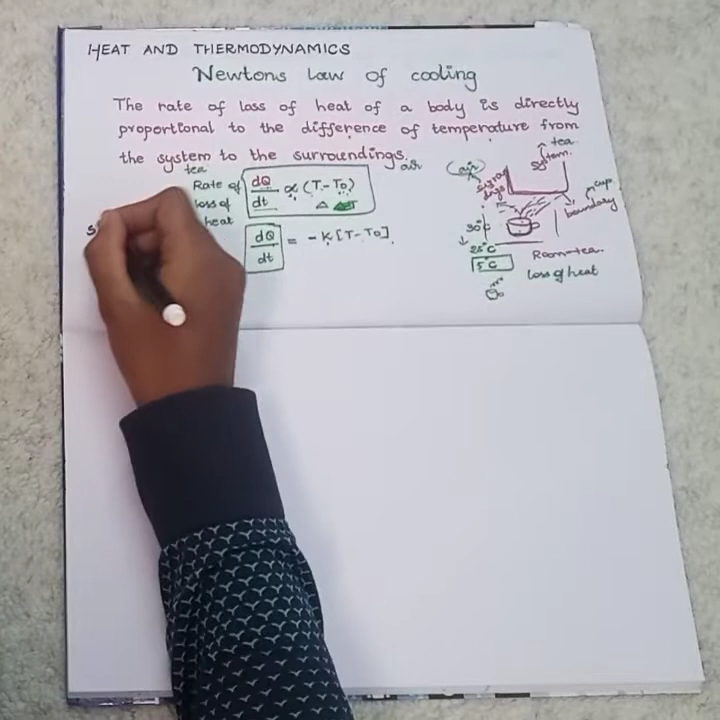 HEAT AND THERMODYNAMICS
Newtons Law of cooling
The rate of loss of heat of a body is directly
proportional to the difference of temperature from
the system to the surroundings.
tea
air
Rate of
loss of
heat
dQ/dt ∝ (T-T₀)
dQ/dt = -K[T-T₀].
tea
system
(air)
cup
boundary
30°C
↓ 25°C
5°C
Room-tea
loss of heat